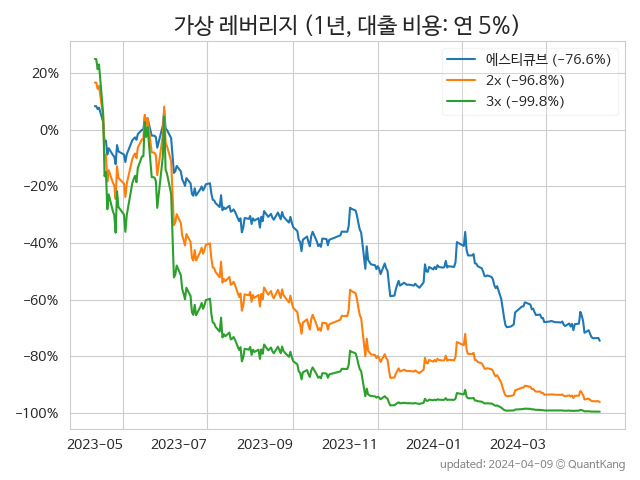 가상 레버리지 (1년, 대출 비용: 연 5%)
에스티큐브 (−76.6%)
2x (−96.8%)
3x (−99.8%)
20%
0%
−20%
−40%
−60%
−80%
−100%
2023-05 2023-07 2023-09 2023-11 2024-01 2024-03
updated: 2024-04-09 © QuantKang